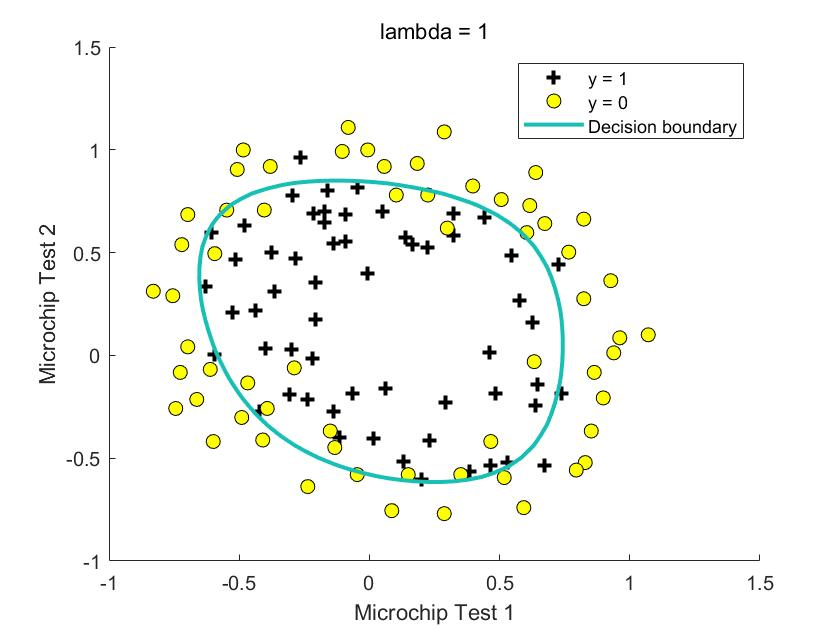 lambda = 1
1.5
y = 1
y = 0
Decision boundary
1
0.5
Microchip Test 2
0
-0.5
-1
-1 -0.5 0 0.5 1 1.5
Microchip Test 1